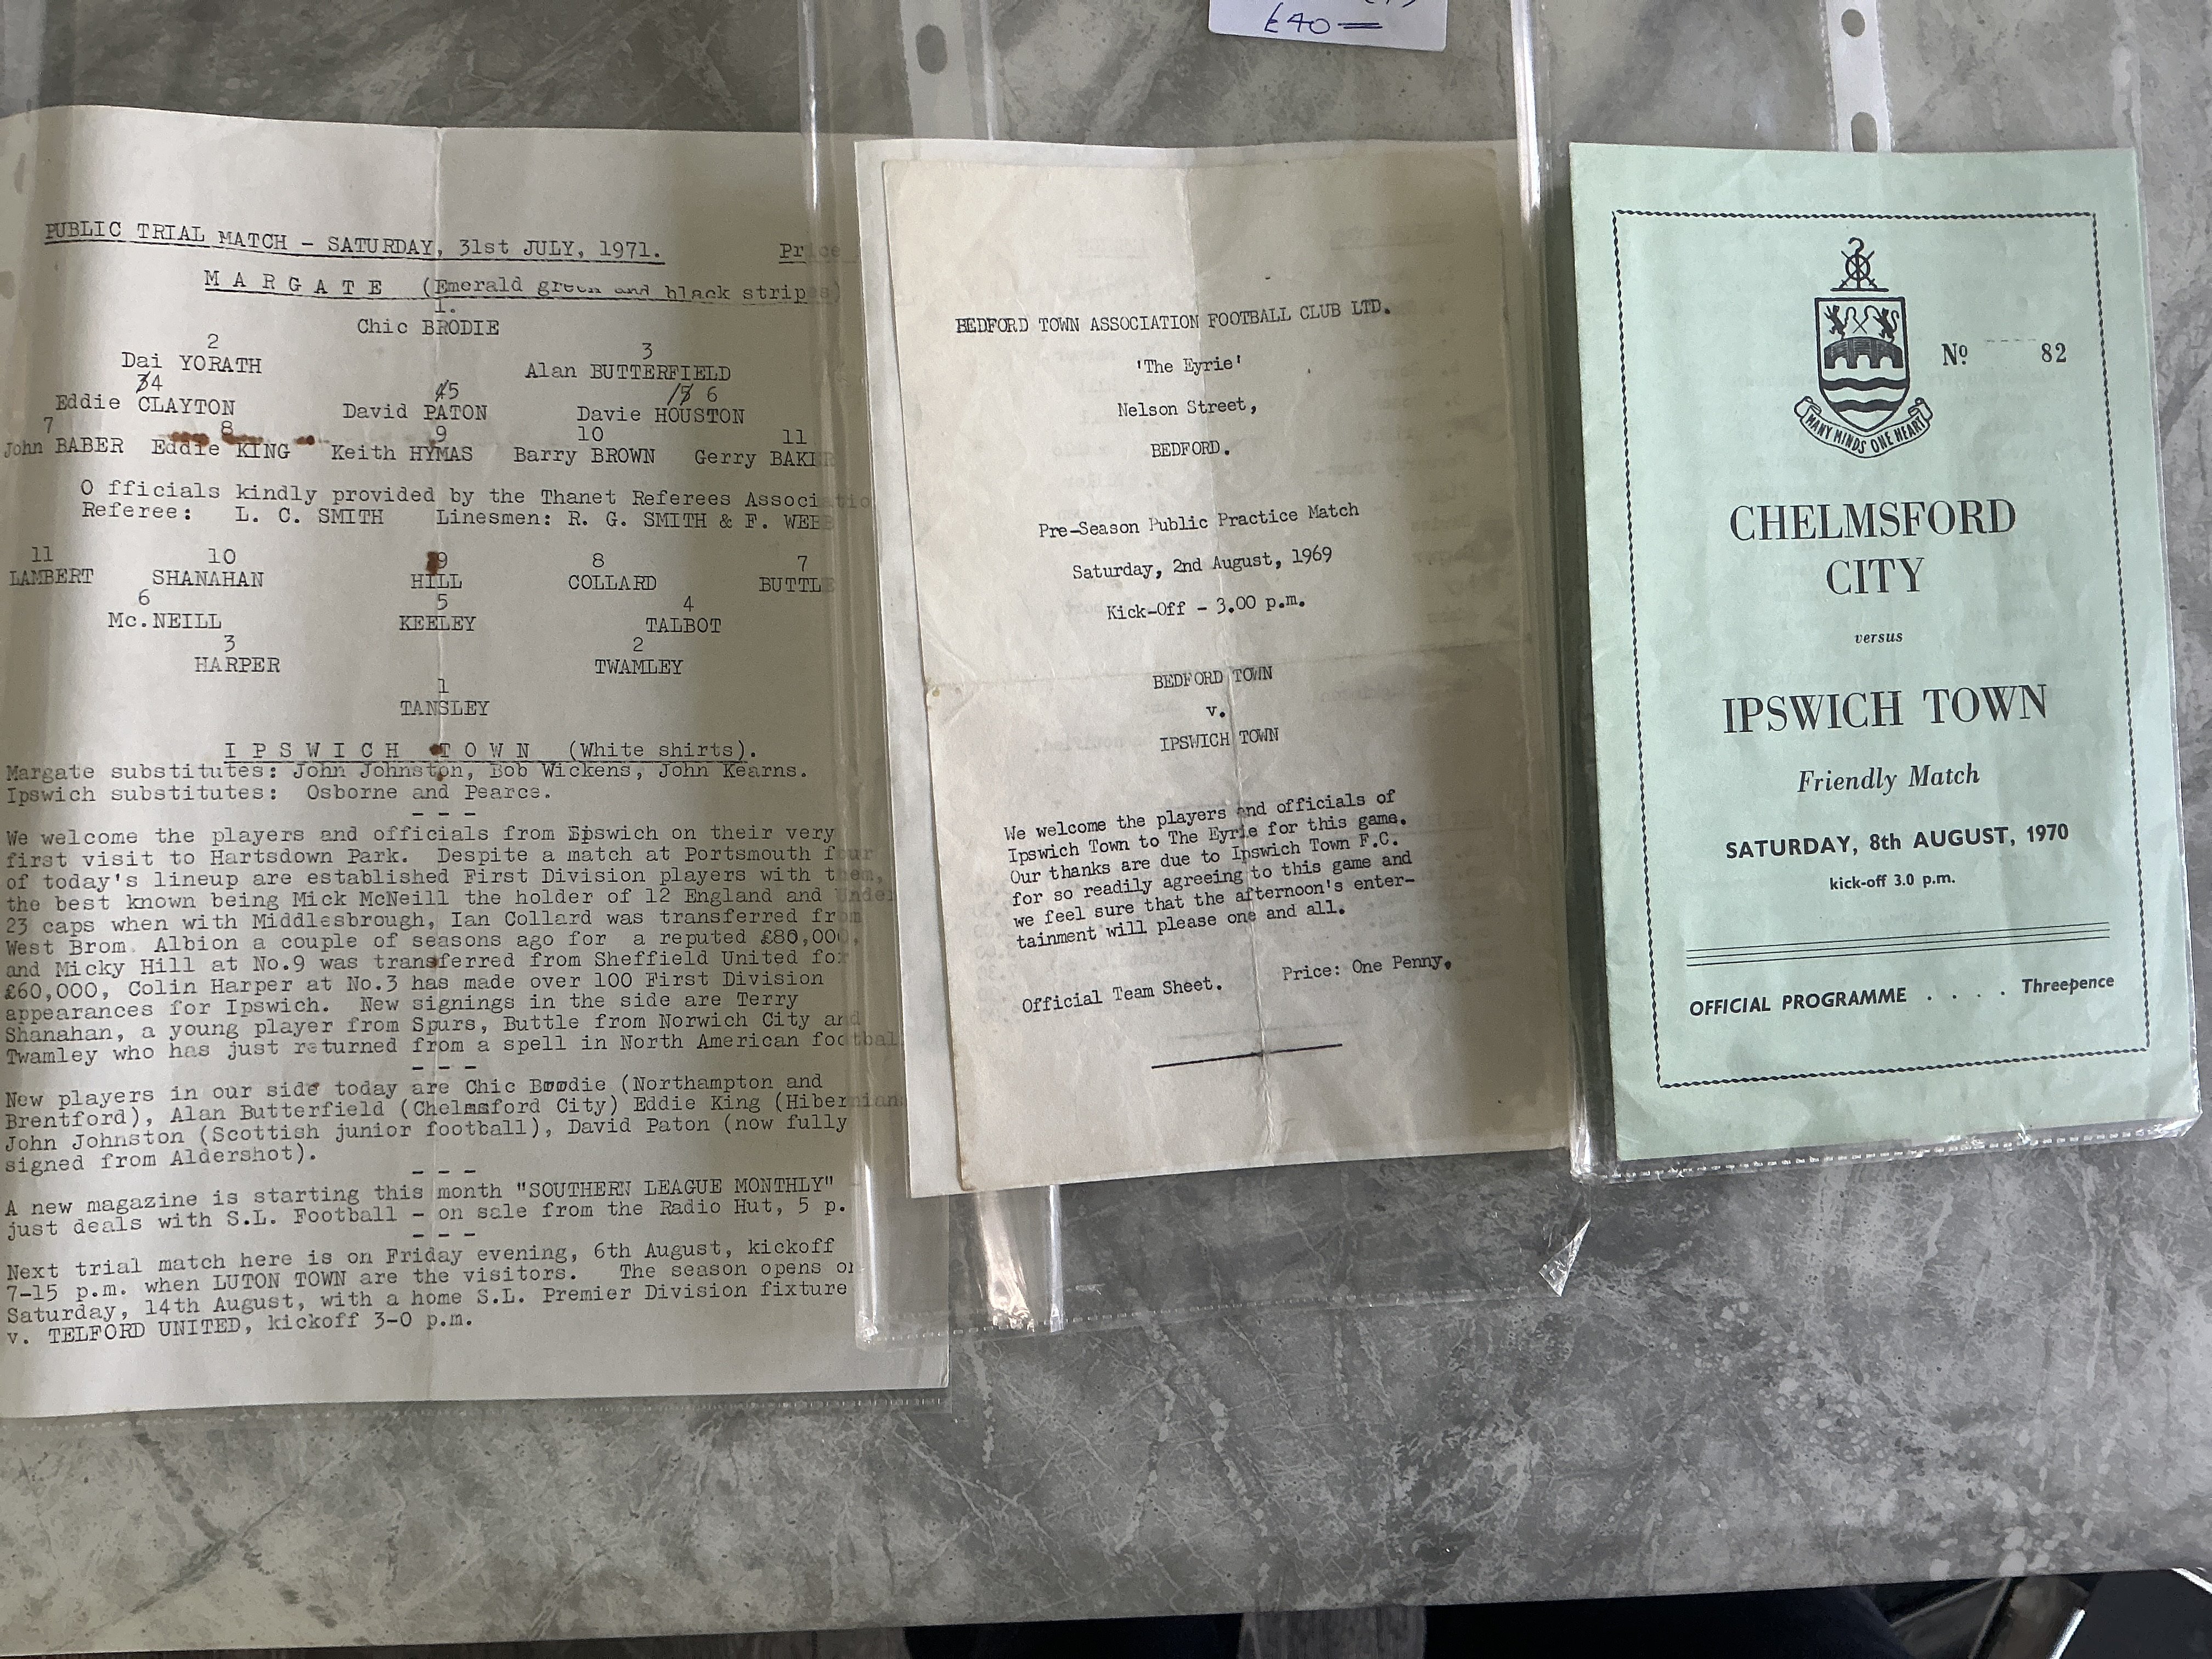 £40
PUBLIC TRIAL MATCH - SATURDAY, 31st JULY, 1971. Price
M A R G A T E (Emerald green and black stripes)
1.
Chic BRODIE
2 3
Dai YORATH Alan BUTTERFIELD
34 45 /5 6
Eddie CLAYTON David PATON Davie HOUSTON
7 8 9 10 11
John BABER Eddie KING Keith HYMAS Barry BROWN Gerry
O fficials kindly provided by the Thanet Referees Association
Referee: L. C. SMITH Linesmen: R. G. SMITH & F. WEBB
11 10 9 8 7
LAMBERT SHANAHAN HILL COLLARD BUTTLE
6 5 4
Mc.NEILL KEELEY TALBOT
3 2
HARPER TWAMLEY
1
TANSLEY
I P S W I C H T O W N (White shirts).
Margate substitutes: John Johnston, Bob Wickens, John Kearns.
Ipswich substitutes: Osborne and Pearce.
- - -
We welcome the players and officials from Ipswich on their very
first visit to Hartsdown Park. Despite a match at Portsmouth four
of today's lineup are established First Division players with them,
the best known being Mick McNeill the holder of 12 England and Under
23 caps when with Middlesbrough, Ian Collard was transferred from
West Brom. Albion a couple of seasons ago for a reputed £80,000,
and Micky Hill at No.9 was transferred from Sheffield United for
£60,000, Colin Harper at No.3 has made over 100 First Division
appearances for Ipswich. New signings in the side are Terry
Shanahan, a young player from Spurs, Buttle from Norwich City and
Twamley who has just returned from a spell in North American football
- - -
New players in our side today are Chic Boodie (Northampton and
Brentford), Alan Butterfield (Chelmsford City) Eddie King (Hibernian)
John Johnston (Scottish junior football), David Paton (now fully
signed from Aldershot).
- - -
A new magazine is starting this month "SOUTHERN LEAGUE MONTHLY"
just deals with S.L. Football - on sale from the Radio Hut, 5 p.
- - -
Next trial match here is on Friday evening, 6th August, kickoff
7-15 p.m. when LUTON TOWN are the visitors. The season opens on
Saturday, 14th August, with a home S.L. Premier Division fixture
v. TELFORD UNITED, kickoff 3-0 p.m.
BEDFORD TOWN ASSOCIATION FOOTBALL CLUB LTD.
'The Eyrie'
Nelson Street,
BEDFORD.
Pre-Season Public Practice Match
Saturday, 2nd August, 1969
Kick-Off - 3.00 p.m.
BEDFORD TOWN
v.
IPSWICH TOWN
We welcome the players and officials of
Ipswich Town to The Eyrie for this game.
Our thanks are due to Ipswich Town F.C.
for so readily agreeing to this game and
we feel sure that the afternoon's enter-
tainment will please one and all.
Official Team Sheet. Price: One Penny.
No 82
MANY MINDS ONE HEART
CHELMSFORD
CITY
versus
IPSWICH TOWN
Friendly Match
SATURDAY, 8th AUGUST, 1970
kick-off 3.0 p.m.
OFFICIAL PROGRAMME . . . . Threepence